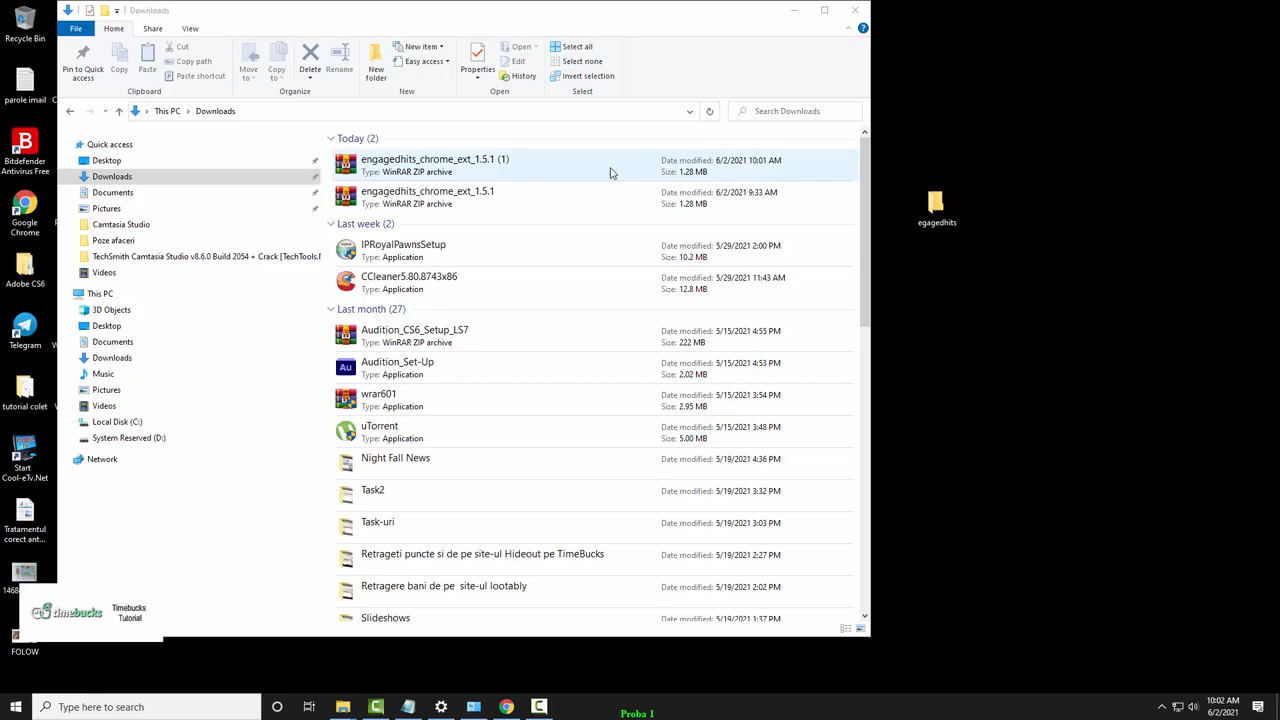 Downloads
File Home Share View
Recycle Bin
parole imail
Bitdefender
Antivirus Free
Google
Chrome
Adobe CS6
Telegram
tutorial colet
Start
Cool-eTv.Net
Tratamentul
corect ant...
FOLOW
Pin to Quick
access
Copy
Paste
Cut
Copy path
Paste shortcut
Clipboard
Move
to
Copy
to
Delete
Rename
Organize
New
folder
New item
Easy access
New
Properties
Open
Edit
History
Open
Select all
Select none
Invert selection
Select
This PC > Downloads
Search Downloads
Quick access
Desktop
Downloads
Documents
Pictures
Camtasia Studio
Poze afaceri
TechSmith Camtasia Studio v8.6.0 Build 2054 + Crack [TechTools.
Videos
This PC
3D Objects
Desktop
Documents
Downloads
Music
Pictures
Videos
Local Disk (C:)
System Reserved (D:)
Network
Today (2)
engagedhits_chrome_ext_1.5.1 (1) Date modified: 6/2/2021 10:01 AM
Type: WinRAR ZIP archive Size: 1.28 MB
engagedhits_chrome_ext_1.5.1 Date modified: 6/2/2021 9:33 AM
Type: WinRAR ZIP archive Size: 1.28 MB
Last week (2)
IPRoyalPawnsSetup Date modified: 5/29/2021 2:00 PM
Type: Application Size: 10.2 MB
CCleaner5.80.8743x86 Date modified: 5/29/2021 11:43 AM
Type: Application Size: 12.8 MB
Last month (27)
Audition_CS6_Setup_LS7 Date modified: 5/15/2021 4:55 PM
Type: WinRAR ZIP archive Size: 222 MB
Audition_Set-Up Date modified: 5/15/2021 4:53 PM
Type: Application Size: 2.02 MB
wrar601 Date modified: 5/15/2021 3:54 PM
Type: Application Size: 2.95 MB
uTorrent Date modified: 5/15/2021 3:48 PM
Type: Application Size: 5.00 MB
Night Fall News Date modified: 5/19/2021 4:36 PM
Task2 Date modified: 5/19/2021 3:32 PM
Task-uri Date modified: 5/19/2021 3:03 PM
Retrageti puncte si de pe site-ul Hideout pe TimeBucks Date modified: 5/19/2021 2:27 PM
Retragere bani de pe site-ul lootably Date modified: 5/19/2021 2:02 PM
Slideshows Date modified: 5/19/2021 1:37 PM
egagedhits
timebucks
Timebucks
Tutorial
Type here to search
Proba 1
10:02 AM
6/2/2021